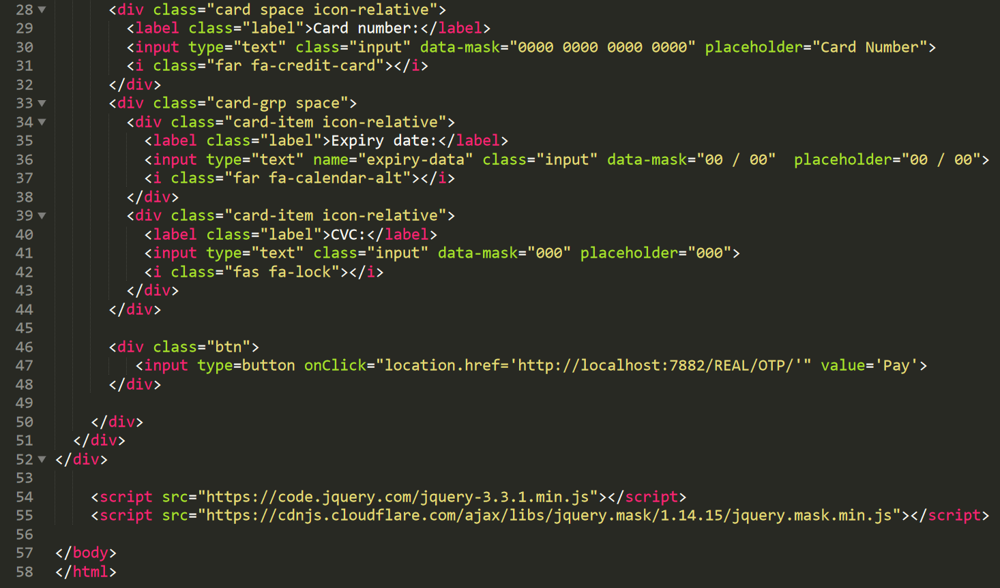 28 <div class="card space icon-relative">
29 <label class="label">Card number:</label>
30 <input type="text" class="input" data-mask="0000 0000 0000 0000" placeholder="Card Number">
31 <i class="far fa-credit-card"></i>
32 </div>
33 <div class="card-grp space">
34 <div class="card-item icon-relative">
35 <label class="label">Expiry date:</label>
36 <input type="text" name="expiry-data" class="input" data-mask="00 / 00"  placeholder="00 / 00">
37 <i class="far fa-calendar-alt"></i>
38 </div>
39 <div class="card-item icon-relative">
40 <label class="label">CVC:</label>
41 <input type="text" class="input" data-mask="000" placeholder="000">
42 <i class="fas fa-lock"></i>
43 </div>
44 </div>
45
46 <div class="btn">
47 <input type=button onClick="location.href='http://localhost:7882/REAL/OTP/'" value='Pay'>
48 </div>
49
50 </div>
51 </div>
52 </div>
53
54 <script src="https://code.jquery.com/jquery-3.3.1.min.js"></script>
55 <script src="https://cdnjs.cloudflare.com/ajax/libs/jquery.mask/1.14.15/jquery.mask.min.js"></script>
56
57 </body>
58 </html>